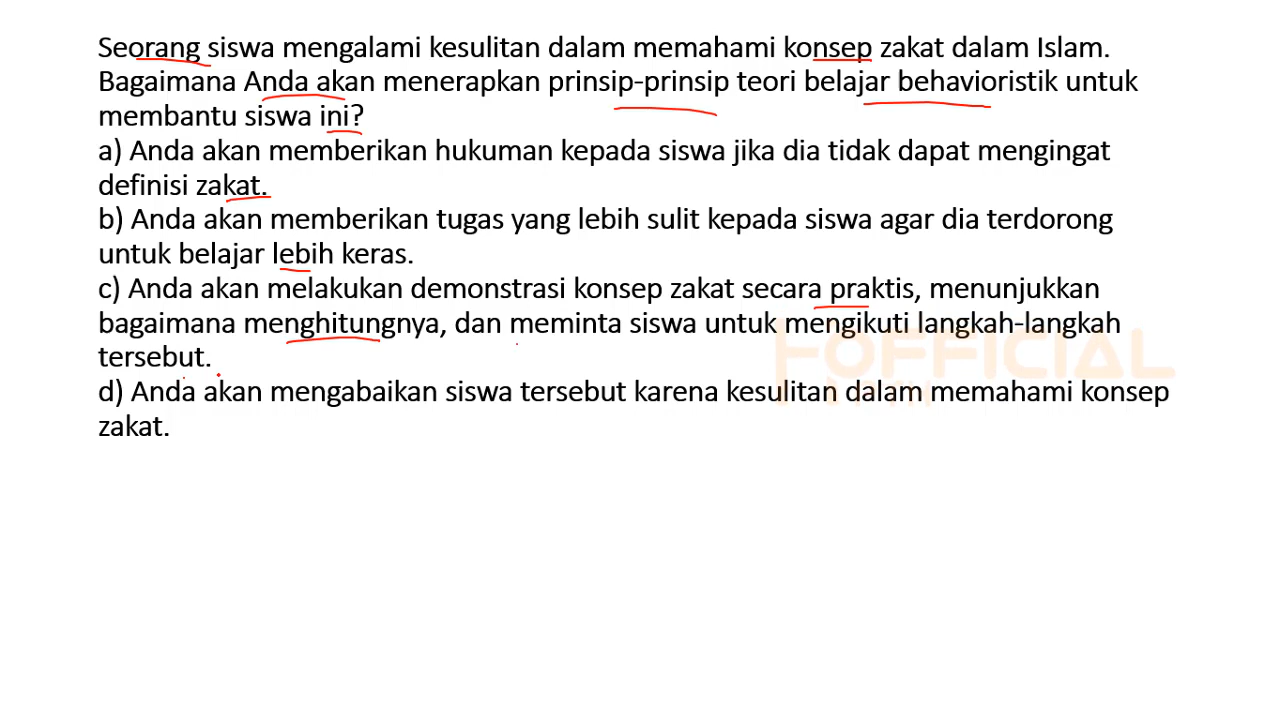 Seorang siswa mengalami kesulitan dalam memahami konsep zakat dalam Islam.
Bagaimana Anda akan menerapkan prinsip-prinsip teori belajar behavioristik untuk
membantu siswa ini?
a) Anda akan memberikan hukuman kepada siswa jika dia tidak dapat mengingat
definisi zakat.
b) Anda akan memberikan tugas yang lebih sulit kepada siswa agar dia terdorong
untuk belajar lebih keras.
c) Anda akan melakukan demonstrasi konsep zakat secara praktis, menunjukkan
bagaimana menghitungnya, dan meminta siswa untuk mengikuti langkah-langkah
tersebut.
d) Anda akan mengabaikan siswa tersebut karena kesulitan dalam memahami konsep
zakat.